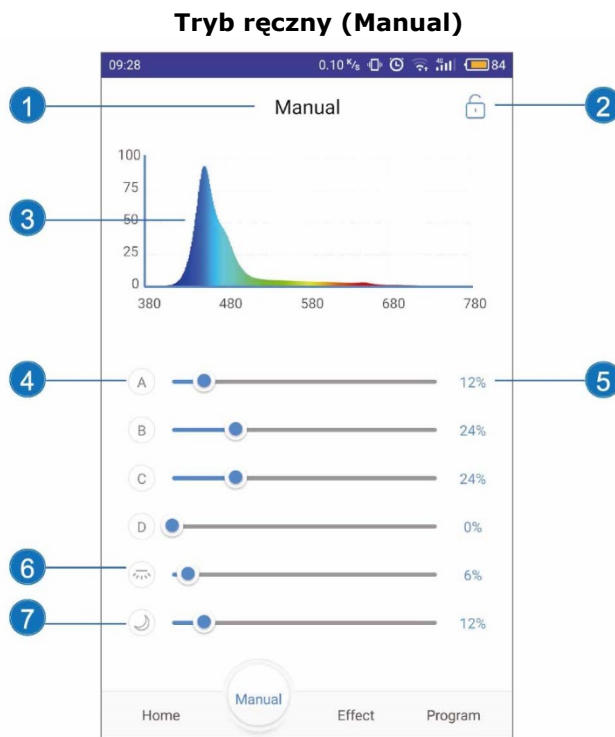 Tryb ręczny (Manual)
09:28 0.10 K/s 4G 84
1 Manual 2
100
75
3 50
25
0
380 480 580 680 780
4 A 12% 5
B 24%
C 24%
D 0%
6 6%
7 12%
Home Manual Effect Program